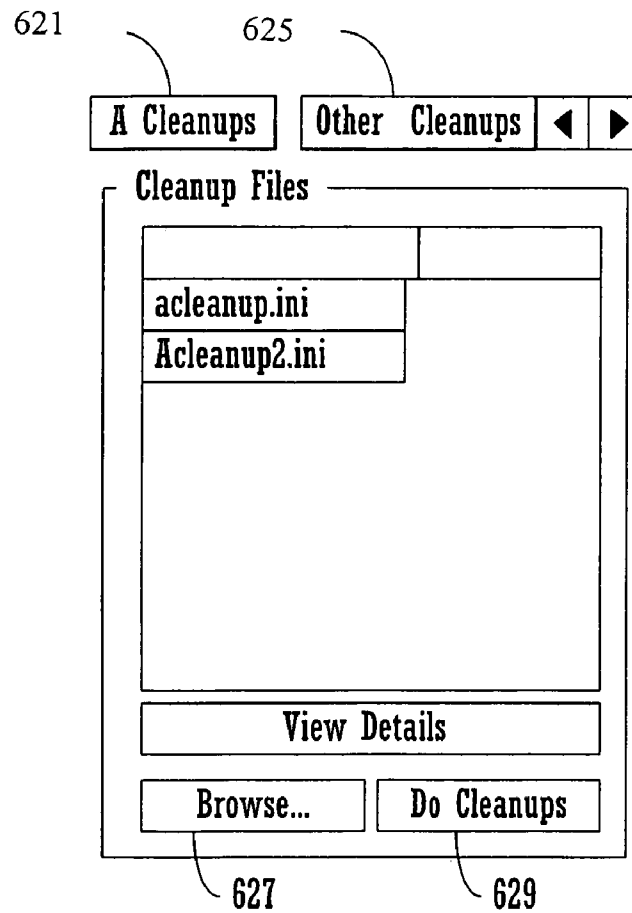 621 625
A Cleanups Other Cleanups
Cleanup Files
acleanup.ini
Acleanup2.ini
View Details
Browse... Do Cleanups
627 629